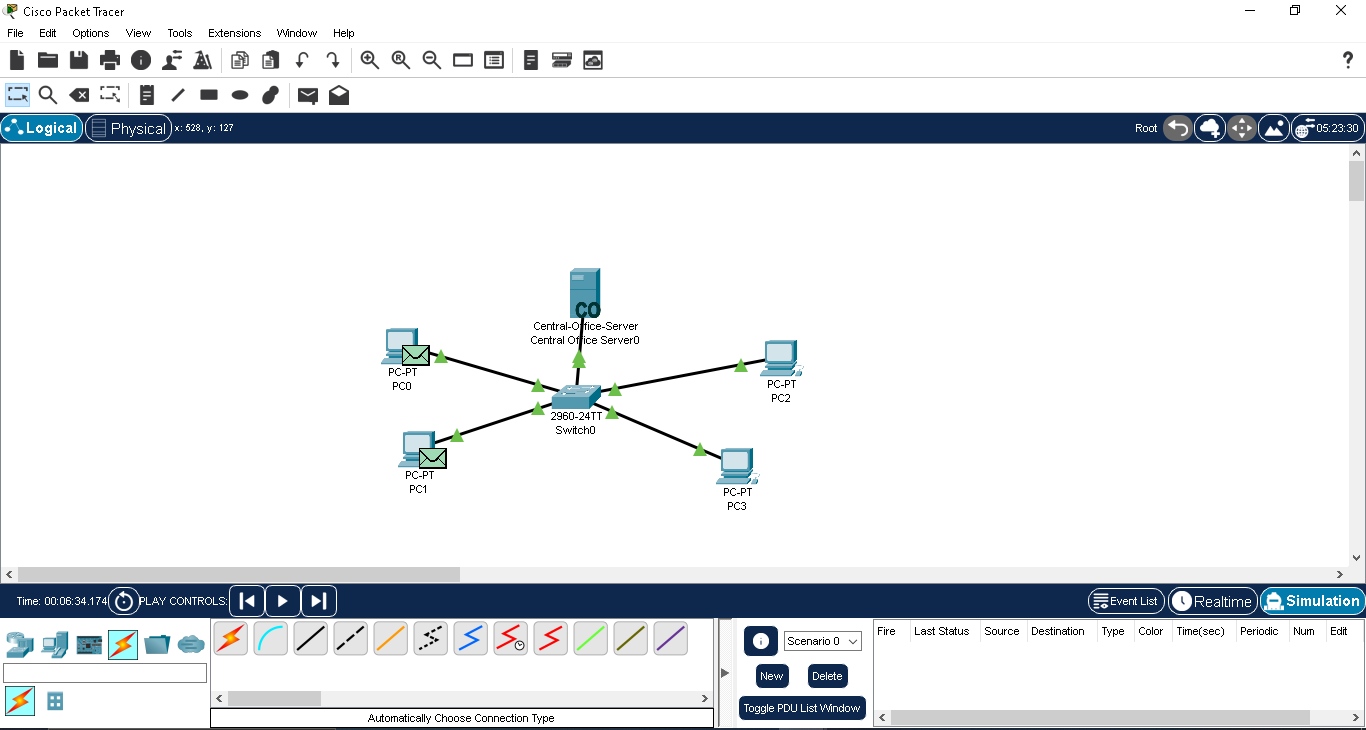 Cisco Packet Tracer
File Edit Options View Tools Extensions Window Help
?
Logical Physical x: 528, y: 127 Root 05:23:30
CO
Central-Office-Server
Central Office Server0
PC-PT
PC0
PC-PT
PC2
2960-24TT
Switch0
PC-PT
PC1
PC-PT
PC3
Time: 00:06:34.174 PLAY CONTROLS: Event List Realtime Simulation
Scenario 0
New Delete
Toggle PDU List Window
Fire Last Status Source Destination Type Color Time(sec) Periodic Num Edit
Automatically Choose Connection Type